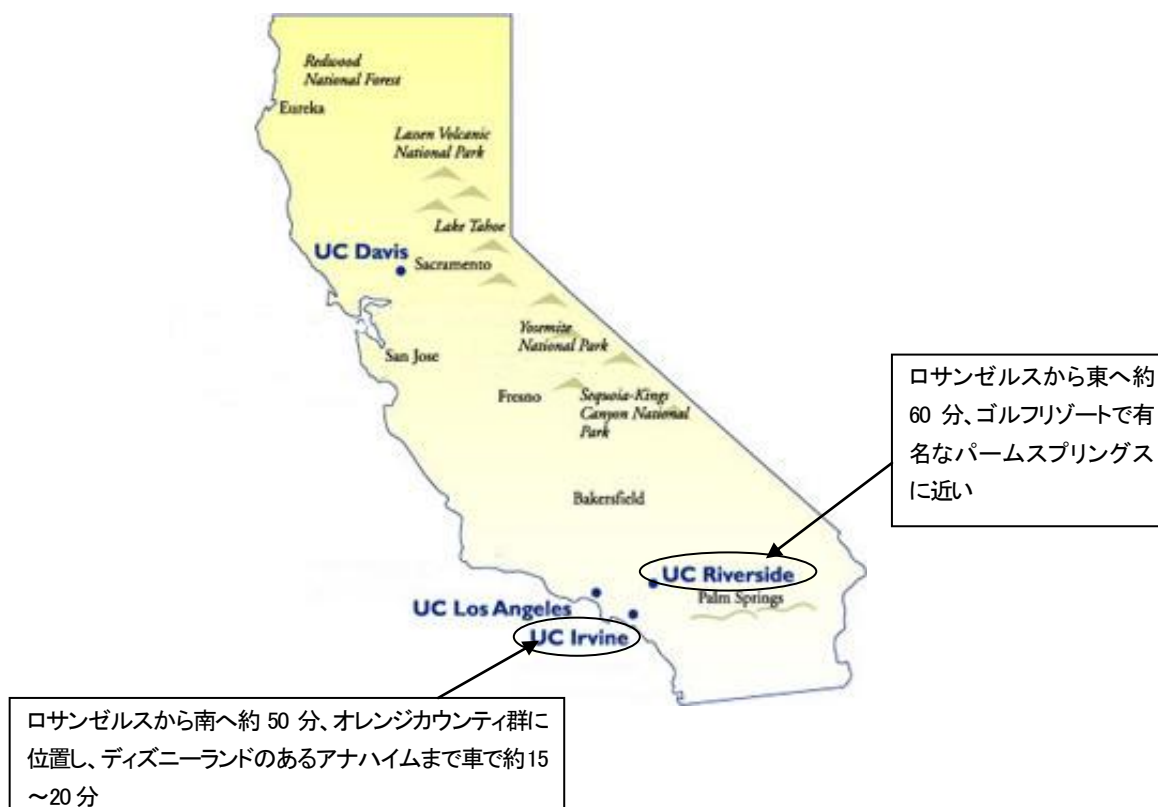 Redwood
National Forest
Eureka
Lassen Volcanic
National Park
Lake Tahoe
UC Davis
Sacramento
Yosemite
National Park
San Jose
Fresno
Sequoia-Kings
Canyon National
Park
ロサンゼルスから東へ約
60 分、ゴルフリゾートで有
名なパームスプリングス
に近い
Bakersfield
UC Riverside
Palm Springs
UC Los Angeles
UC Irvine
ロサンゼルスから南へ約 50 分、オレンジカウンティ群に
位置し、ディズニーランドのあるアナハイムまで車で約15
～20 分